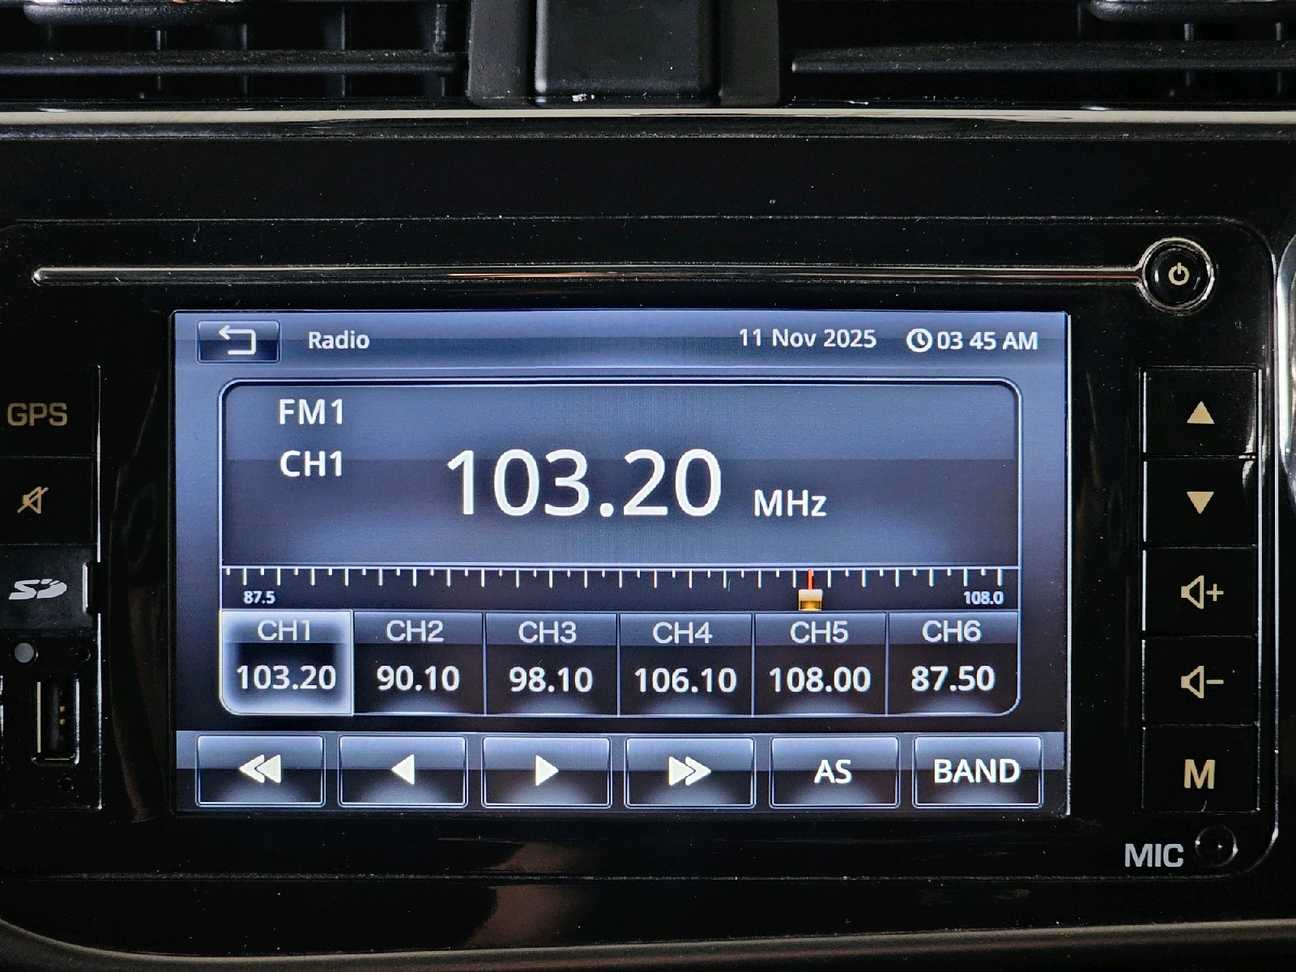 Radio 11 Nov 2025 03 45 AM
GPS
FM1
CH1
103.20 MHz
87.5 108.0
SD
CH1 CH2 CH3 CH4 CH5 CH6
103.20 90.10 98.10 106.10 108.00 87.50
AS BAND
M
MIC